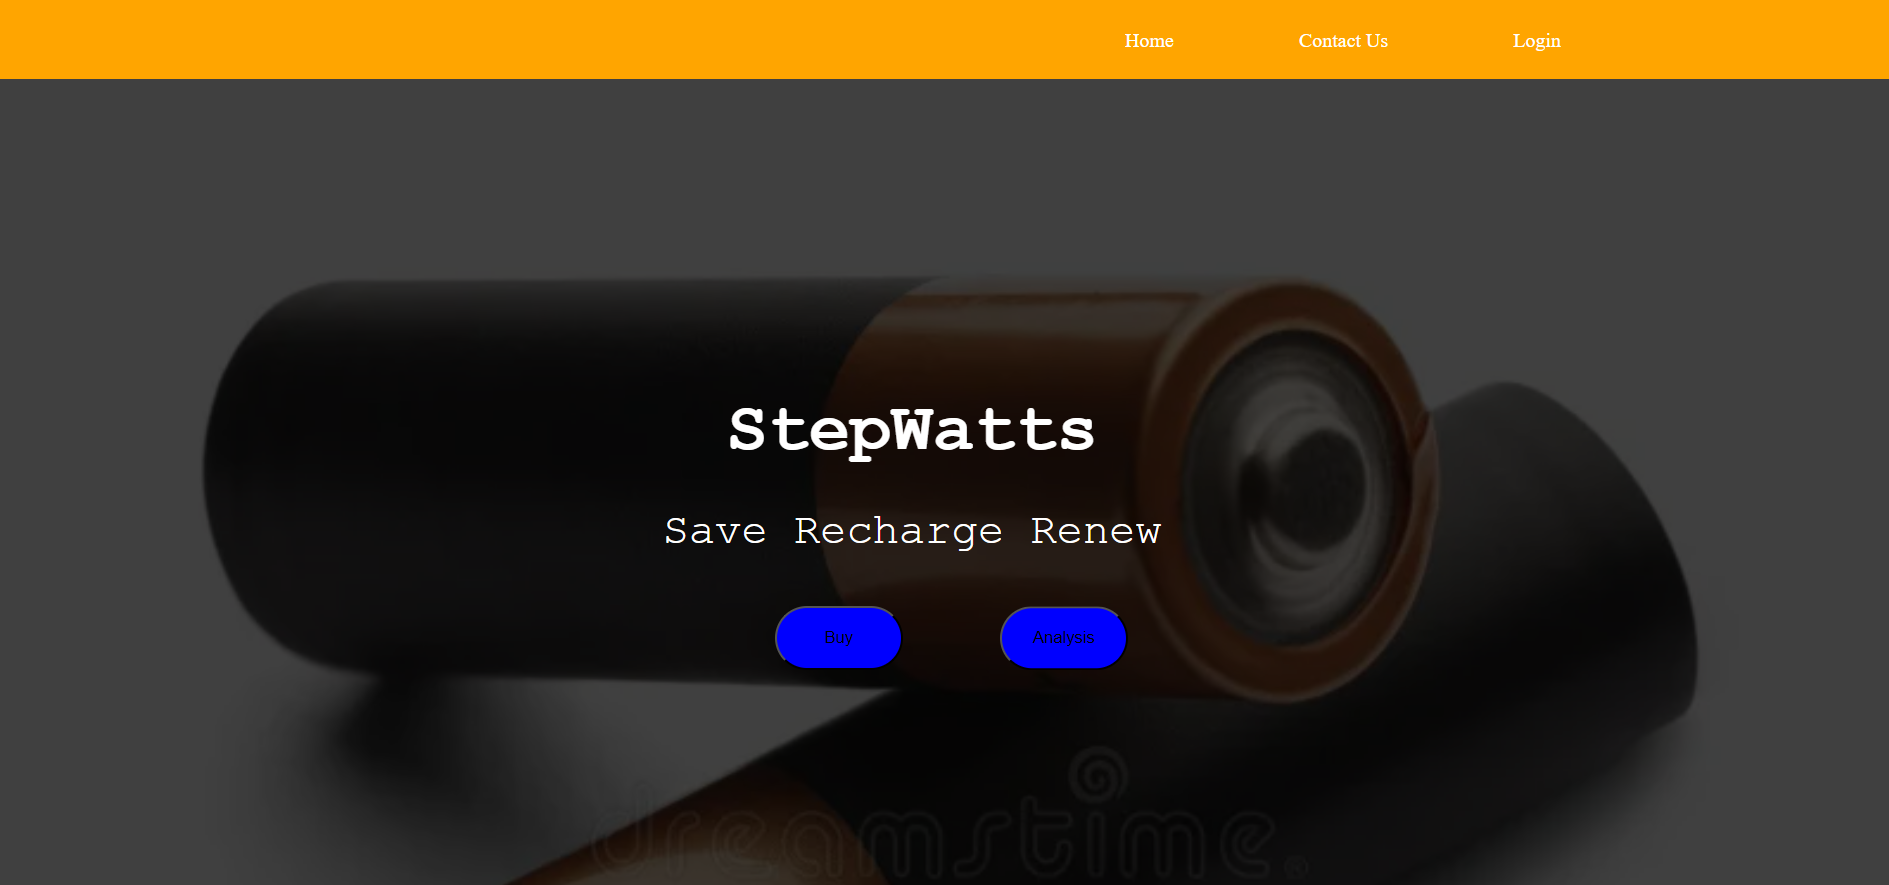 Home Contact Us Login
StepWatts
Save Recharge Renew
Buy Analysis
dreamstime®